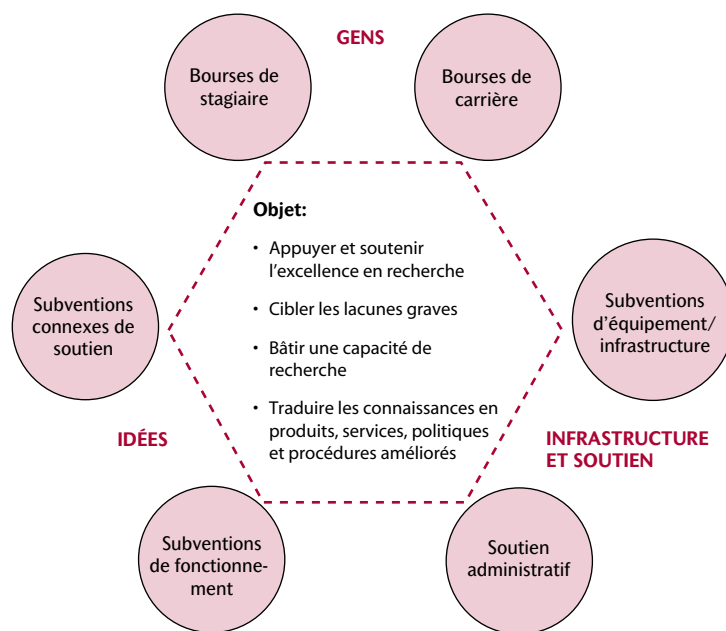 GENS
Bourses de
stagiaire
Bourses de
carrière
Objet:
• Appuyer et soutenir
l'excellence en recherche
• Cibler les lacunes graves
• Bâtir une capacité de
recherche
• Traduire les connaissances en
produits, services, politiques
et procédures améliorés
Subventions
connexes de
soutien
Subventions
d'équipement/
infrastructure
IDÉES
INFRASTRUCTURE
ET SOUTIEN
Subventions
de fonctionne-
ment
Soutien
administratif